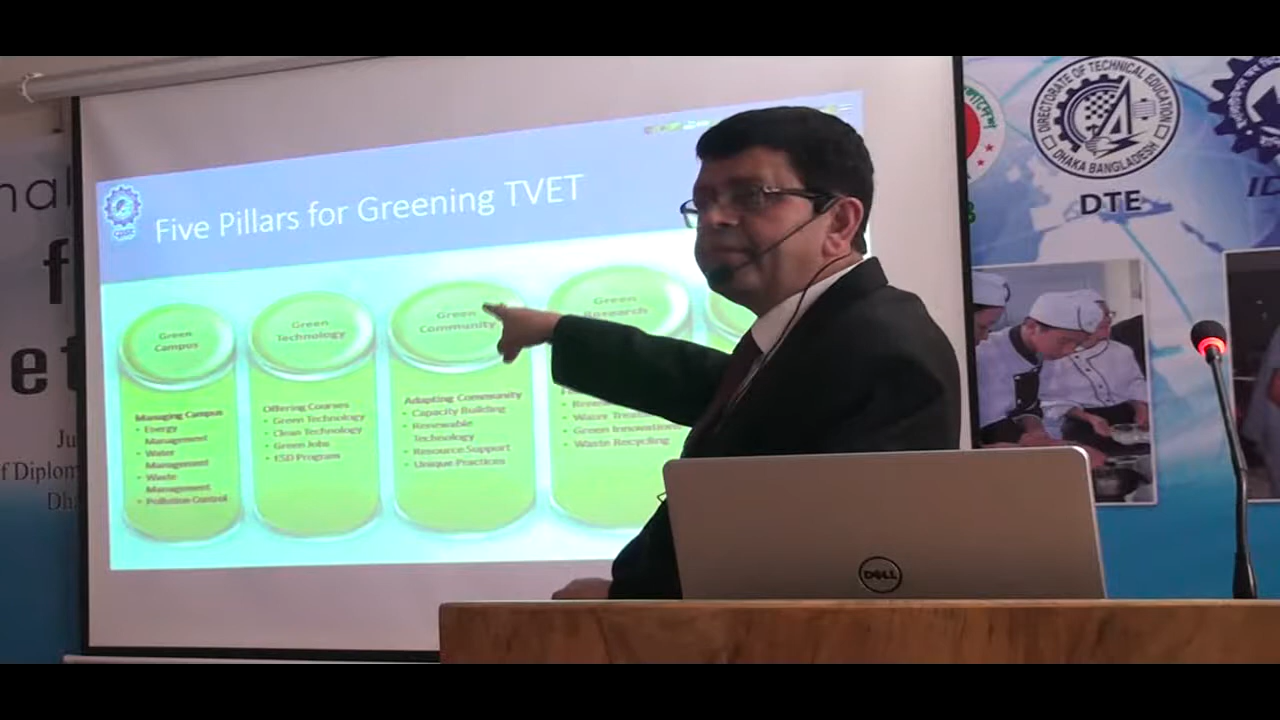 Five Pillars for Greening TVET
Green
Campus
Managing Campus
• Energy
Management
• Water
Management
• Waste
Management
• Pollution Control
Green
Technology
Offering Courses
• Green Technology
• Clean Technology
• Green Jobs
• ESD Program
Green
Community
Adapting Community
• Capacity Building
• Renewable
Technology
• Resource Support
• Unique Practices
Green
Research
• Green Innovations
• Waste Recycling
DIRECTORATE OF TECHNICAL EDUCATION
DHAKA BANGLADESH
DTE
DELL